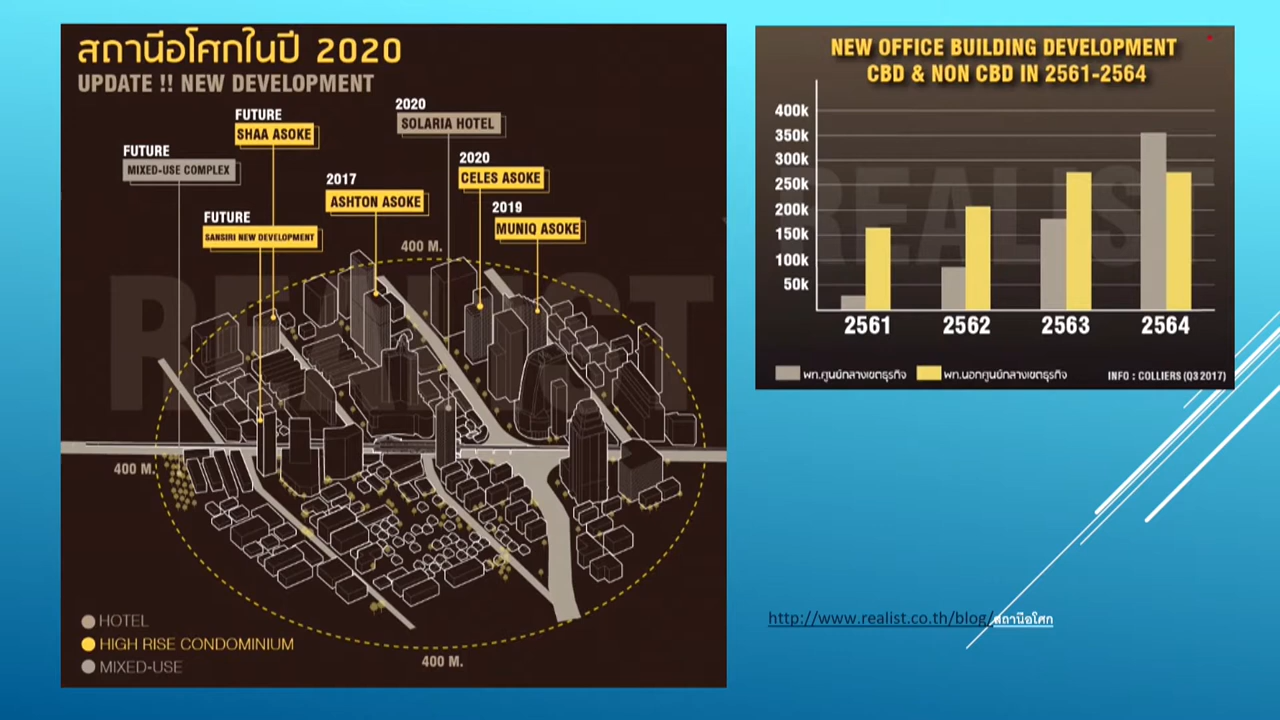 สถานีอโศกในปี 2020
UPDATE !! NEW DEVELOPMENT
FUTURE
MIXED-USE COMPLEX
FUTURE
SHAA ASOKE
FUTURE
SANSIRI NEW DEVELOPMENT
2017
ASHTON ASOKE
2020
SOLARIA HOTEL
2020
CELES ASOKE
2019
MUNIQ ASOKE
400 M.
REALIST
400 M.
400 M.
HOTEL
HIGH RISE CONDOMINIUM
MIXED-USE
NEW OFFICE BUILDING DEVELOPMENT
CBD & NON CBD IN 2561-2564
400k
350k
300k
250k
200k
150k
100k
50k
REALIST
2561 2562 2563 2564
พท.ศูนย์กลางเขตธุรกิจ พท.นอกศูนย์กลางเขตธุรกิจ INFO : COLLIERS (Q3 2017)
http://www.realist.co.th/blog/สถานีอโศก